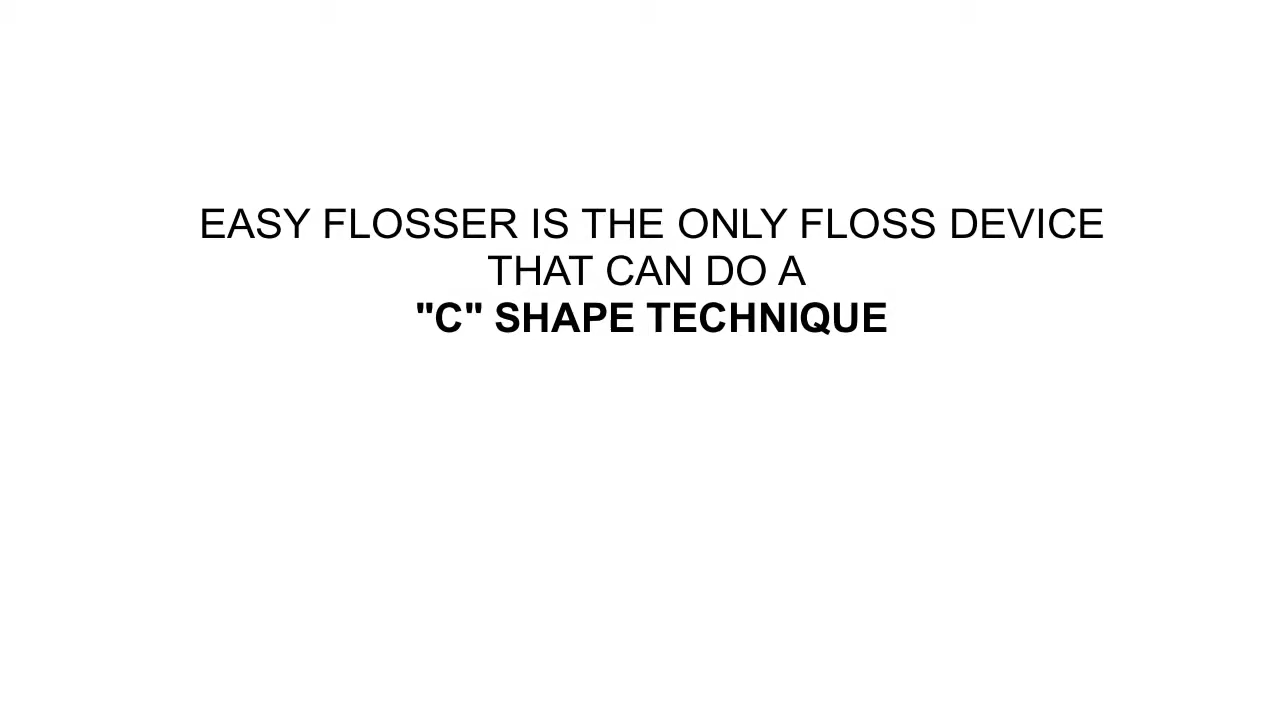 EASY FLOSSER IS THE ONLY FLOSS DEVICE
THAT CAN DO A
"C" SHAPE TECHNIQUE